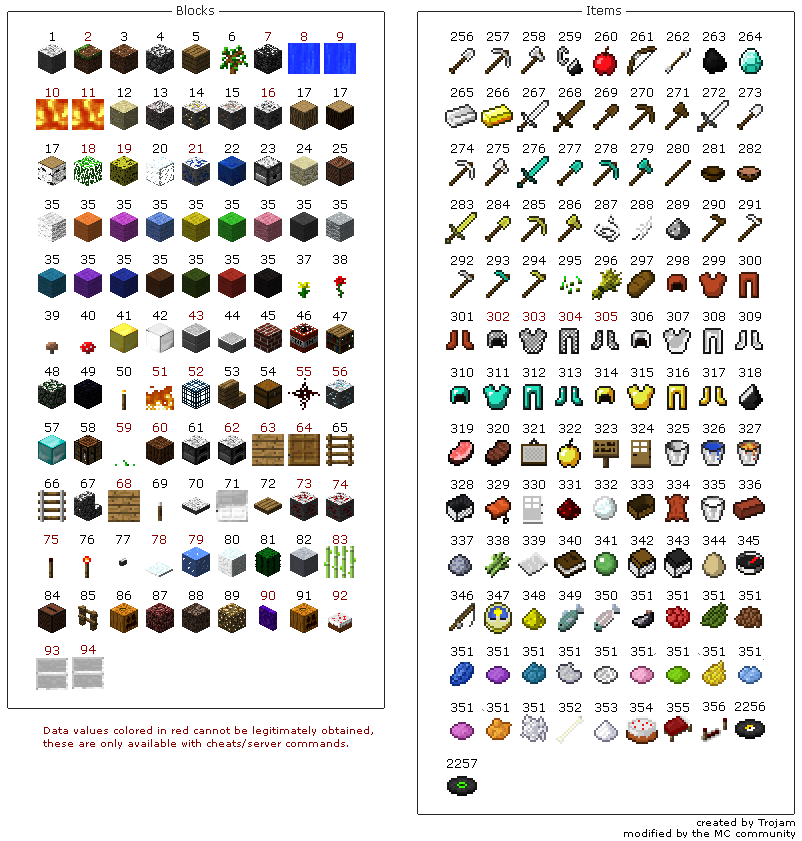 Blocks
1 2 3 4 5 6 7 8 9
10 11 12 13 14 15 16 17 17
17 18 19 20 21 22 23 24 25
35 35 35 35 35 35 35 35 35
35 35 35 35 35 35 35 37 38
39 40 41 42 43 44 45 46 47
48 49 50 51 52 53 54 55 56
57 58 59 60 61 62 63 64 65
66 67 68 69 70 71 72 73 74
75 76 77 78 79 80 81 82 83
84 85 86 87 88 89 90 91 92
93 94
Data values colored in red cannot be legitimately obtained,
these are only available with cheats/server commands.
Items
256 257 258 259 260 261 262 263 264
265 266 267 268 269 270 271 272 273
274 275 276 277 278 279 280 281 282
283 284 285 286 287 288 289 290 291
292 293 294 295 296 297 298 299 300
301 302 303 304 305 306 307 308 309
310 311 312 313 314 315 316 317 318
319 320 321 322 323 324 325 326 327
328 329 330 331 332 333 334 335 336
337 338 339 340 341 342 343 344 345
346 347 348 349 350 351 351 351 351
351 351 351 351 351 351 351 351 351
351 351 351 352 353 354 355 356 2256
2257
created by Trojam
modified by the MC community